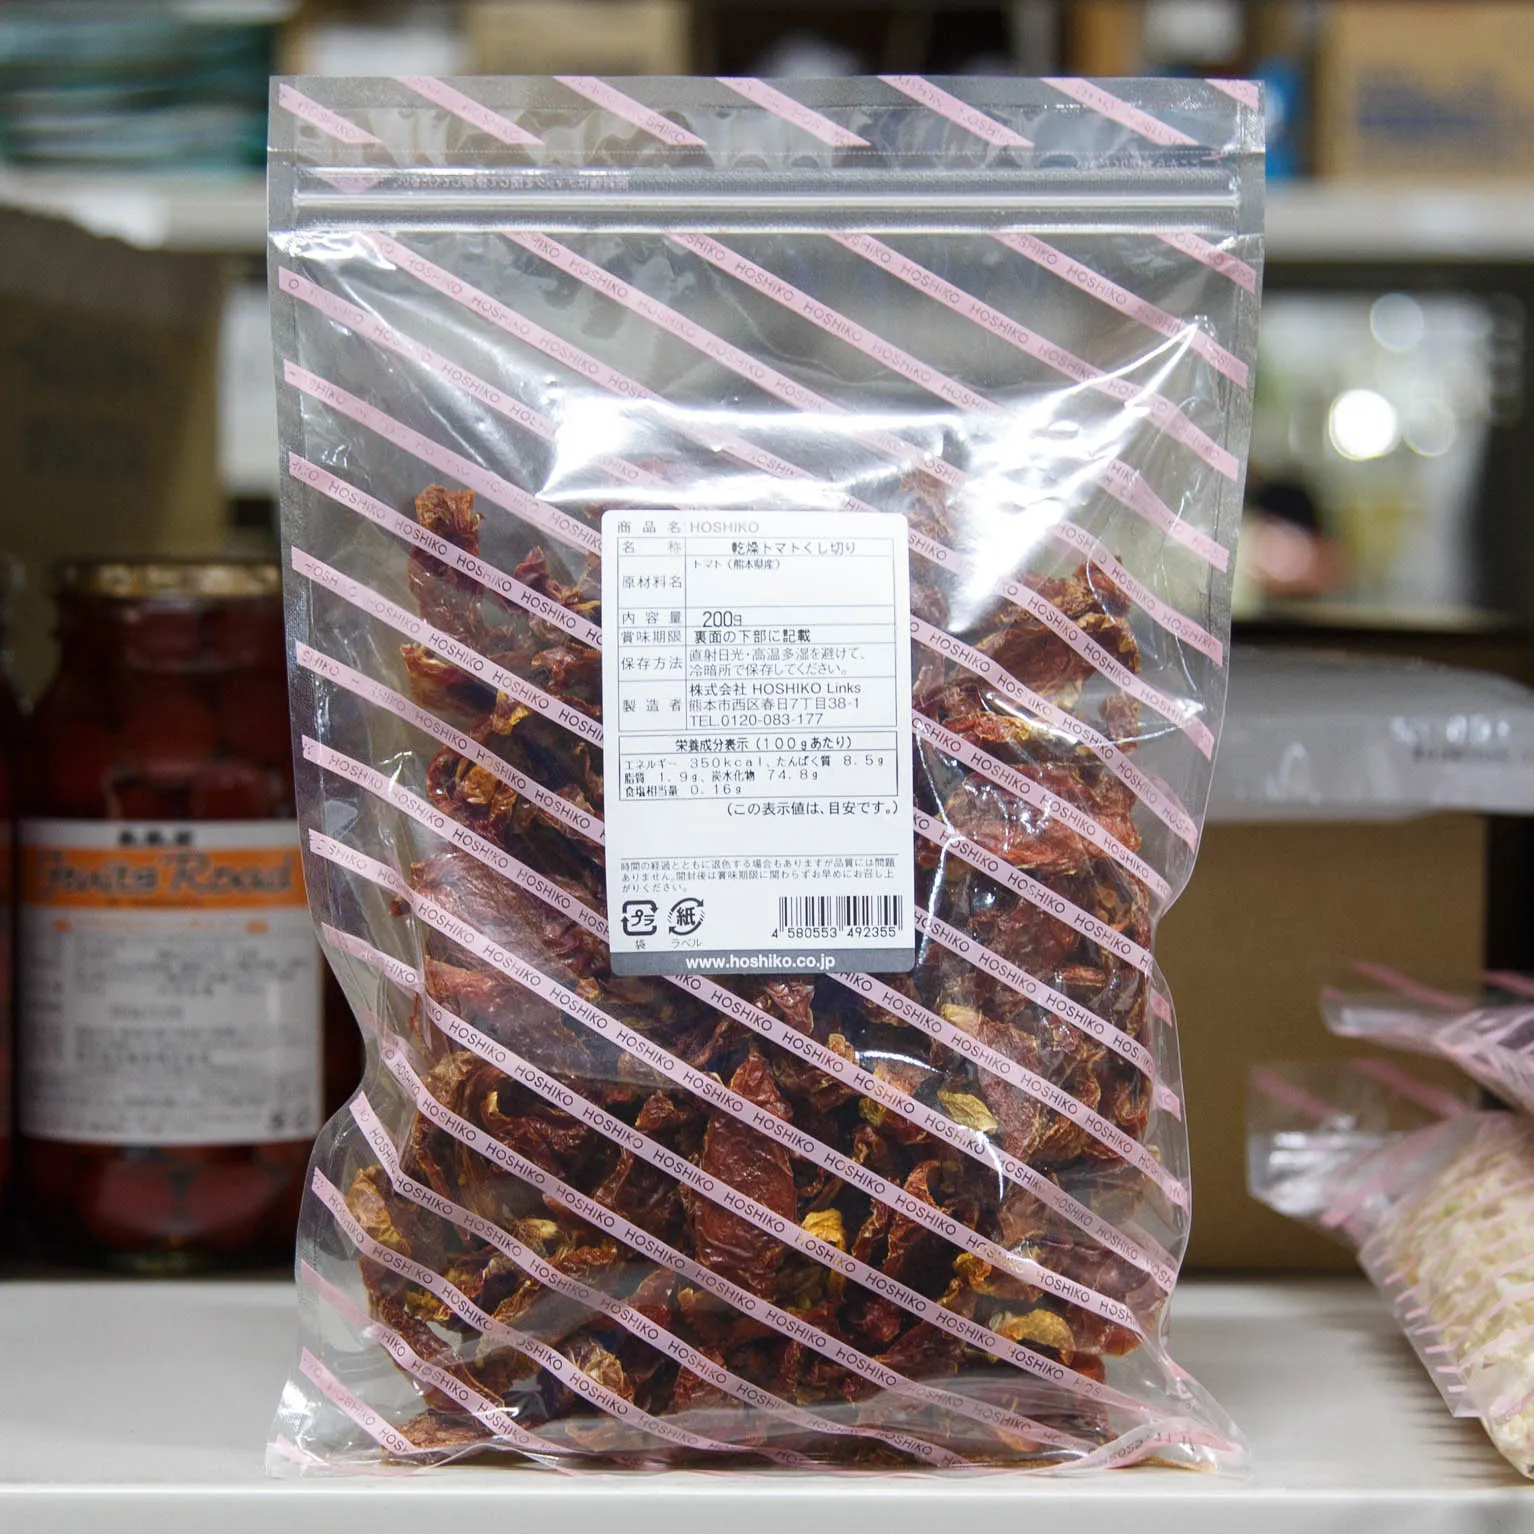 商品名 HOSHIKO
名称 乾燥トマトくし切り
原材料名 トマト(熊本県産)
内容量 200g
賞味期限 裏面の下部に記載
保存方法 直射日光・高温多湿を避けて、
冷暗所で保存してください。
製造者 株式会社 HOSHIKO Links
熊本市西区春日7丁目38-1
TEL.0120-083-177
栄養成分表示(100gあたり)
エネルギー 350kcal、たんぱく質 8.5g
脂質 1.9g、炭水化物 74.8g
食塩相当量 0.16g
(この表示値は、目安です。)
時間の経過とともに退色する場合もありますが品質には問題
ありません。開封後は賞味期限に関わらずお早めにお召し上
がりください。
プラ 紙
袋 ラベル
4 580553 492355
www.hoshiko.co.jp
HOSHIKO
Fruits Road